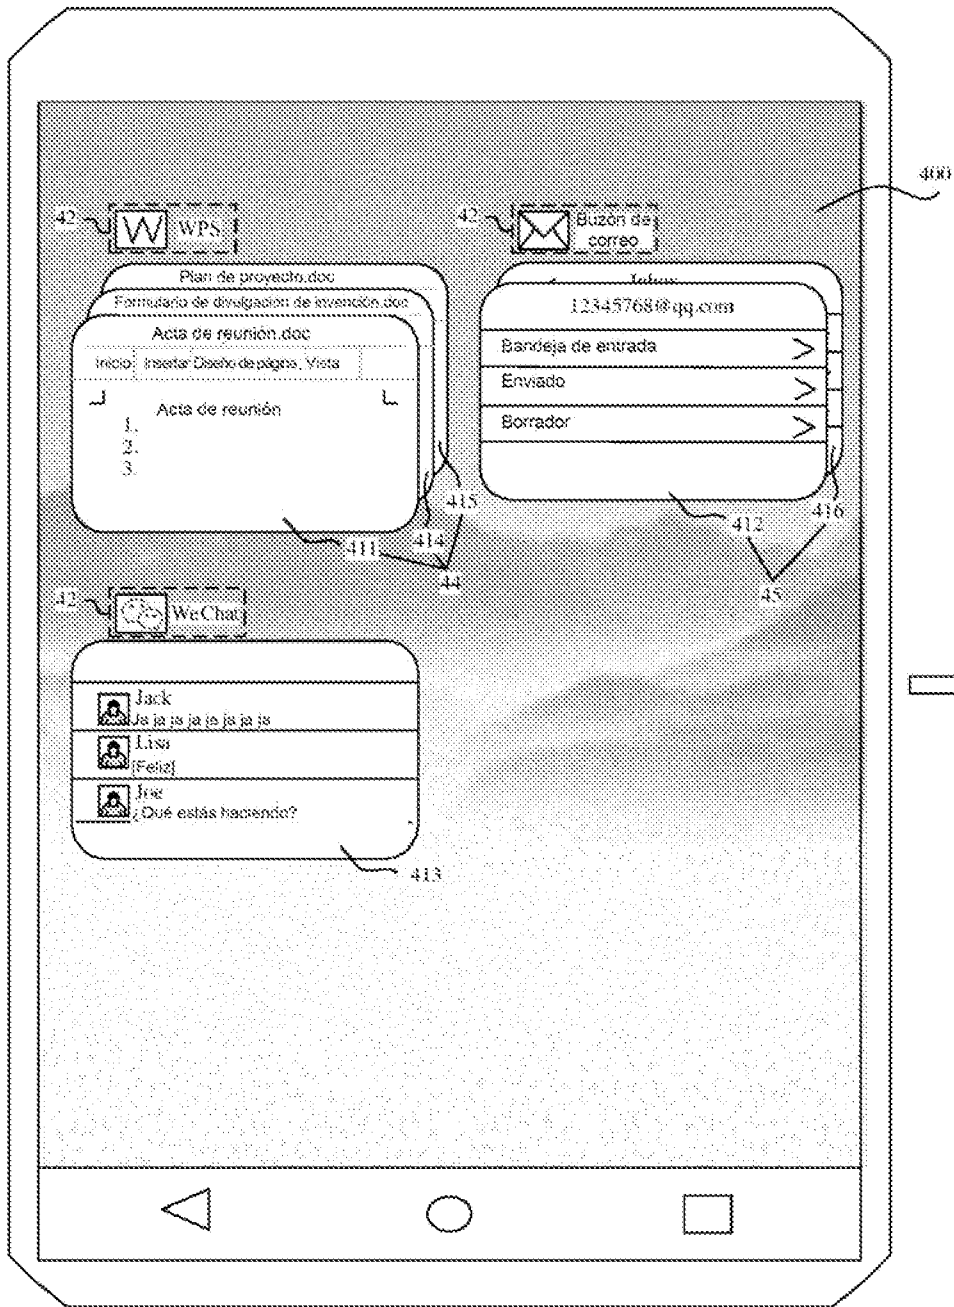 400
42
WPS
42
Buzón de
correo
Plan de proyecto.doc
Formulario de divulgación de invención.doc
Acta de reunión.doc
Inicio Insertar Diseño de página, Vista
Acta de reunión
1.
2.
3.
Inbox
12345768@qq.com
Bandeja de entrada
Enviado
Borrador
415
414
411
44
416
412
45
42
WeChat
Jack
Ja ja ja ja ja ja ja ja
Lisa
[Feliz]
Joe
¿Qué estás haciendo?
413